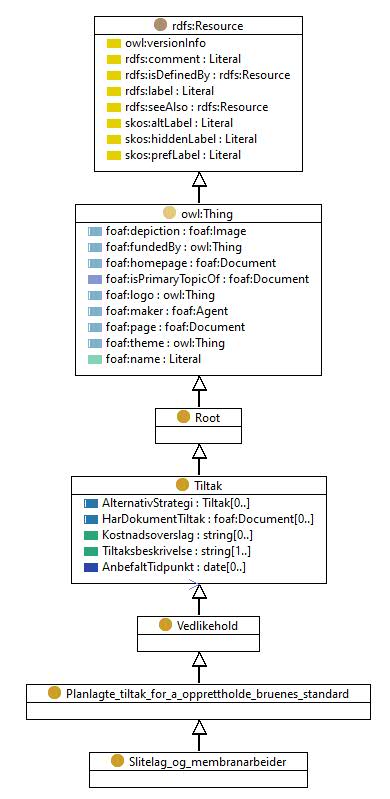 rdfs:Resource
owl:versionInfo
rdfs:comment : Literal
rdfs:isDefinedBy : rdfs:Resource
rdfs:label : Literal
rdfs:seeAlso : rdfs:Resource
skos:altLabel : Literal
skos:hiddenLabel : Literal
skos:prefLabel : Literal
owl:Thing
foaf:depiction : foaf:Image
foaf:fundedBy : owl:Thing
foaf:homepage : foaf:Document
foaf:isPrimaryTopicOf : foaf:Document
foaf:logo : owl:Thing
foaf:maker : foaf:Agent
foaf:page : foaf:Document
foaf:theme : owl:Thing
foaf:name : Literal
Root
Tiltak
AlternativStrategi : Tiltak[0..]
HarDokumentTiltak : foaf:Document[0..]
Kostnadsoverslag : string[0..]
Tiltaksbeskrivelse : string[1..]
AnbefaltTidpunkt : date[0..]
Vedlikehold
Planlagte_tiltak_for_a_opprettholde_bruenes_standard
Slitelag_og_membranarbeider